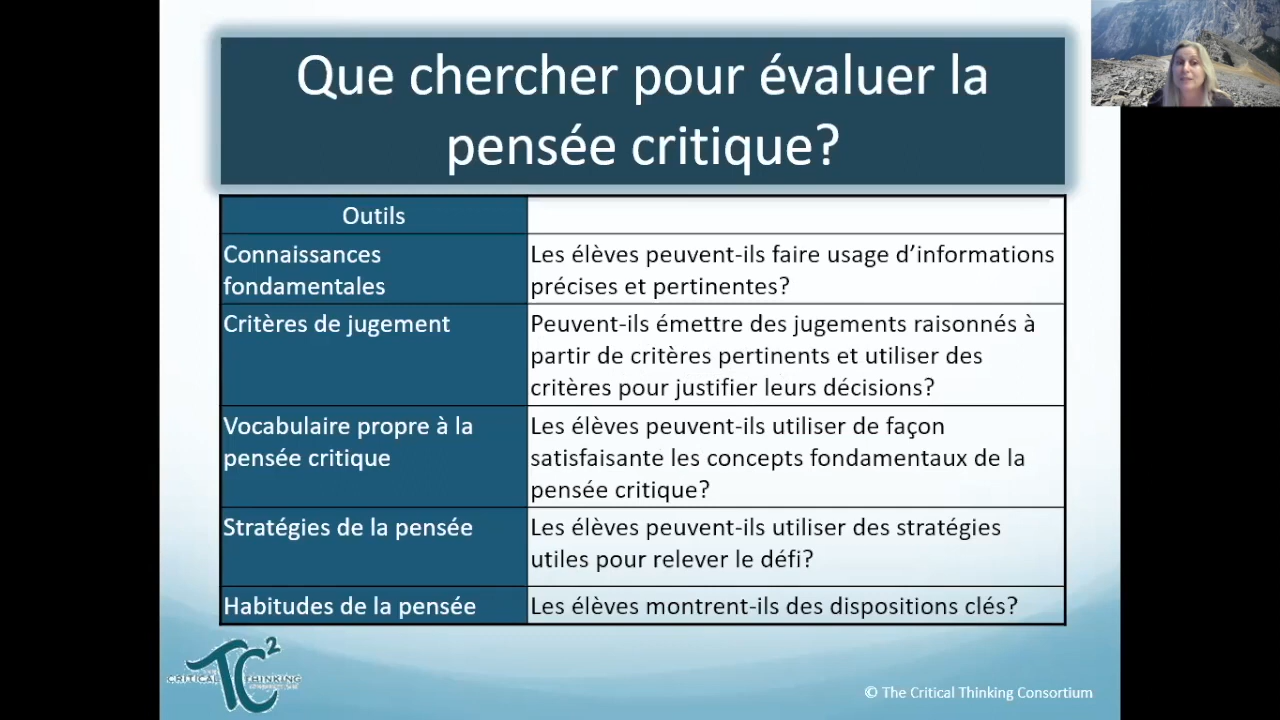 Que chercher pour évaluer la
pensée critique?
Outils
Connaissances
fondamentales
Les élèves peuvent-ils faire usage d’informations
précises et pertinentes?
Critères de jugement
Peuvent-ils émettre des jugements raisonnés à
partir de critères pertinents et utiliser des
critères pour justifier leurs décisions?
Vocabulaire propre à la
pensée critique
Les élèves peuvent-ils utiliser de façon
satisfaisante les concepts fondamentaux de la
pensée critique?
Stratégies de la pensée
Les élèves peuvent-ils utiliser des stratégies
utiles pour relever le défi?
Habitudes de la pensée
Les élèves montrent-ils des dispositions clés?
TC2
CRITICAL THINKING
© The Critical Thinking Consortium